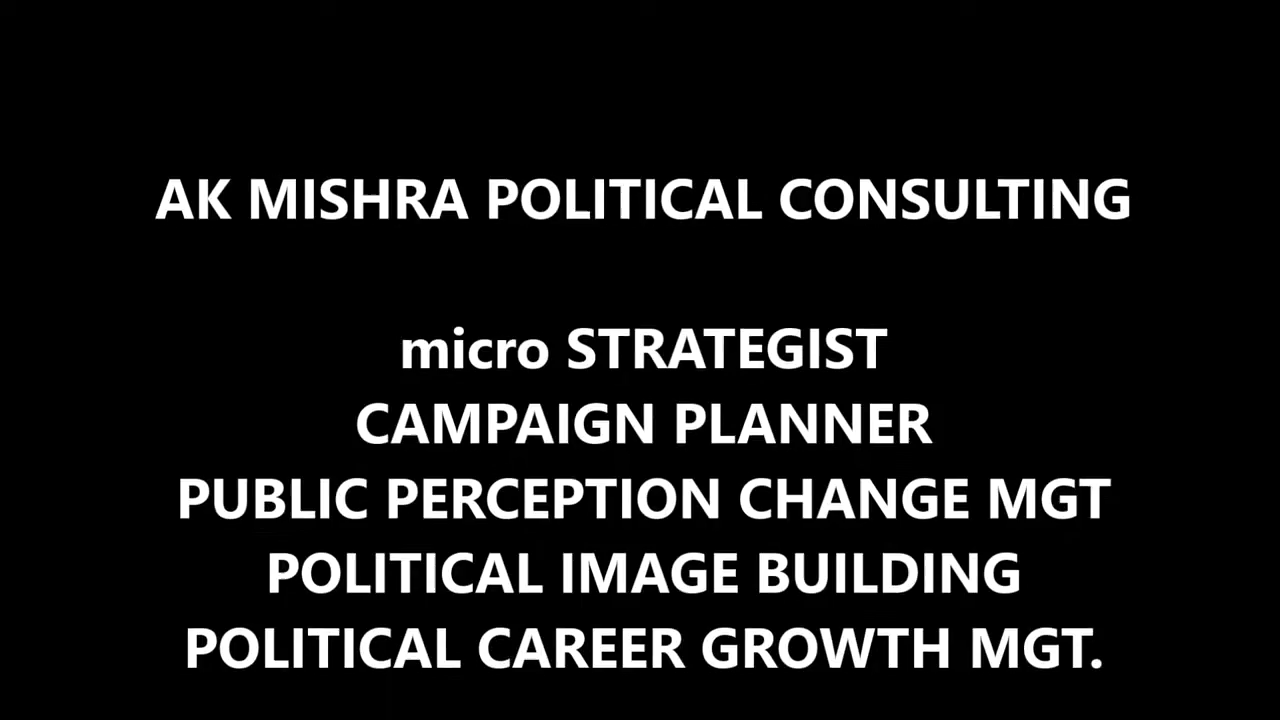 AK MISHRA POLITICAL CONSULTING
micro STRATEGIST
CAMPAIGN PLANNER
PUBLIC PERCEPTION CHANGE MGT
POLITICAL IMAGE BUILDING
POLITICAL CAREER GROWTH MGT.